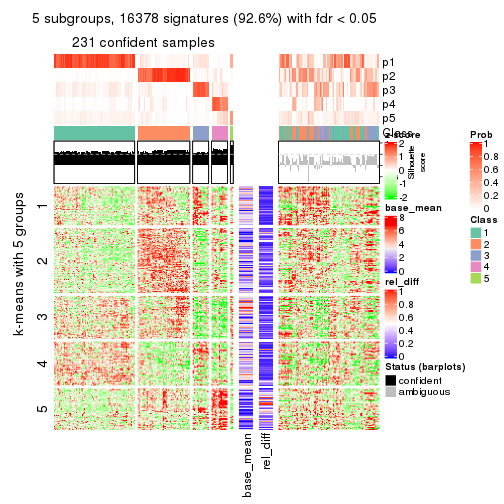 5 subgroups, 16378 signatures (92.6%) with fdr < 0.05
231 confident samples
p1
p2
p3
p4
p5
Class
k-means with 5 groups
1
2
3
4
5
base_mean
rel_diff
Silhouette
score
z-score
2
1
0
-1
-2
base_mean
8
6
4
2
0
rel_diff
1
0.8
0.6
0.4
0.2
0
Status (barplots)
confident
ambiguous
Prob
1
0.8
0.6
0.4
0.2
0
Class
1
2
3
4
5